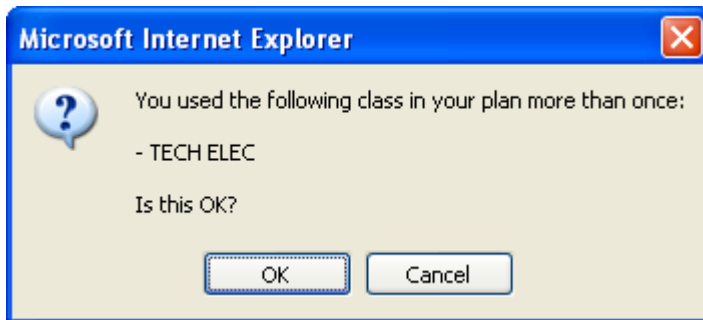 Microsoft Internet Explorer
You used the following class in your plan more than once:
- TECH ELEC
Is this OK?
OK
Cancel